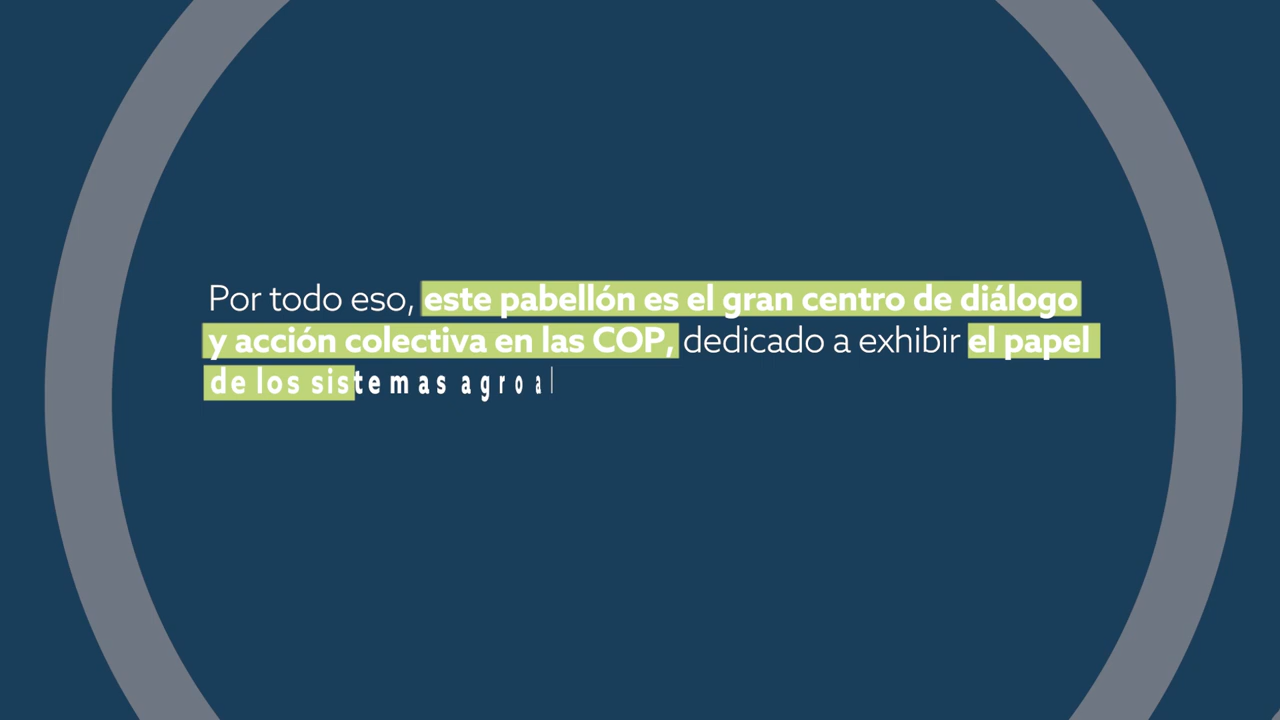 Por todo eso, este pabellón es el gran centro de diálogo
y acción colectiva en las COP, dedicado a exhibir el papel
de los sistemas agroal